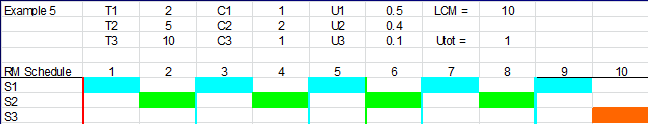 Example 5 T1 2 C1 1 U1 0.5 LCM = 10
T2 5 C2 2 U2 0.4
T3 10 C3 1 U3 0.1 Utot = 1
RM Schedule 1 2 3 4 5 6 7 8 9 10
S1
S2
S3